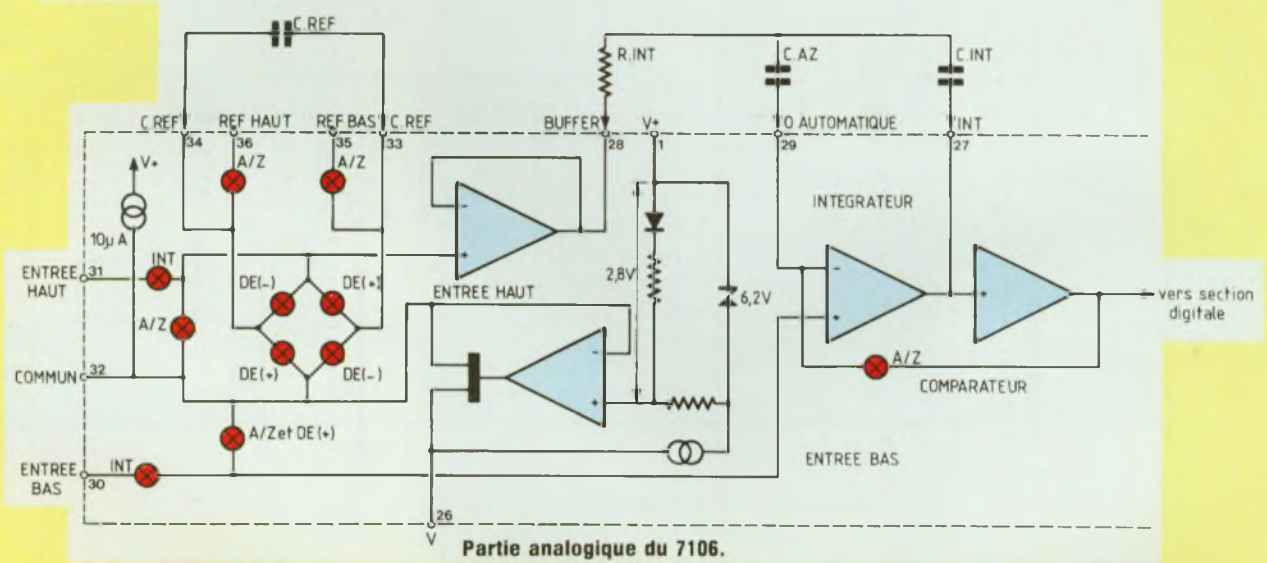 C.REF
R.INT
C.AZ
C.INT
C.REF
REF HAUT
REF BAS
C.REF
BUFFER
V+
O AUTOMATIQUE
INT
34
36
35
33
28
1
29
27
A/Z
A/Z
V+
10µA
INTEGRATEUR
ENTREE
HAUT
31
INT
DE(-)
DE(+)
ENTREE HAUT
2,8V
6,2V
vers section
digitale
A/Z
COMMUN
32
DE(+)
DE(-)
A/Z
COMPARATEUR
A/Z et DE(+)
ENTREE
BAS
30
INT
ENTREE BAS
26
V
Partie analogique du 7106.